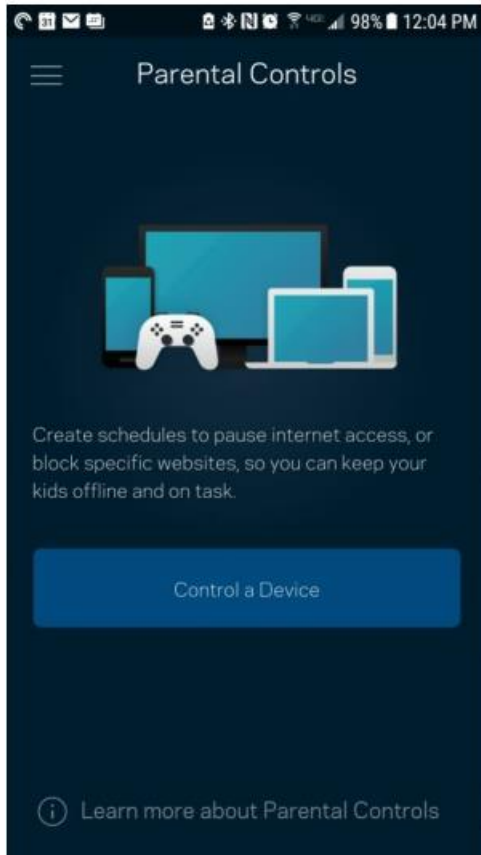 31 98% 12:04 PM
Parental Controls
Create schedules to pause internet access, or
block specific websites, so you can keep your
kids offline and on task.
Control a Device
Learn more about Parental Controls